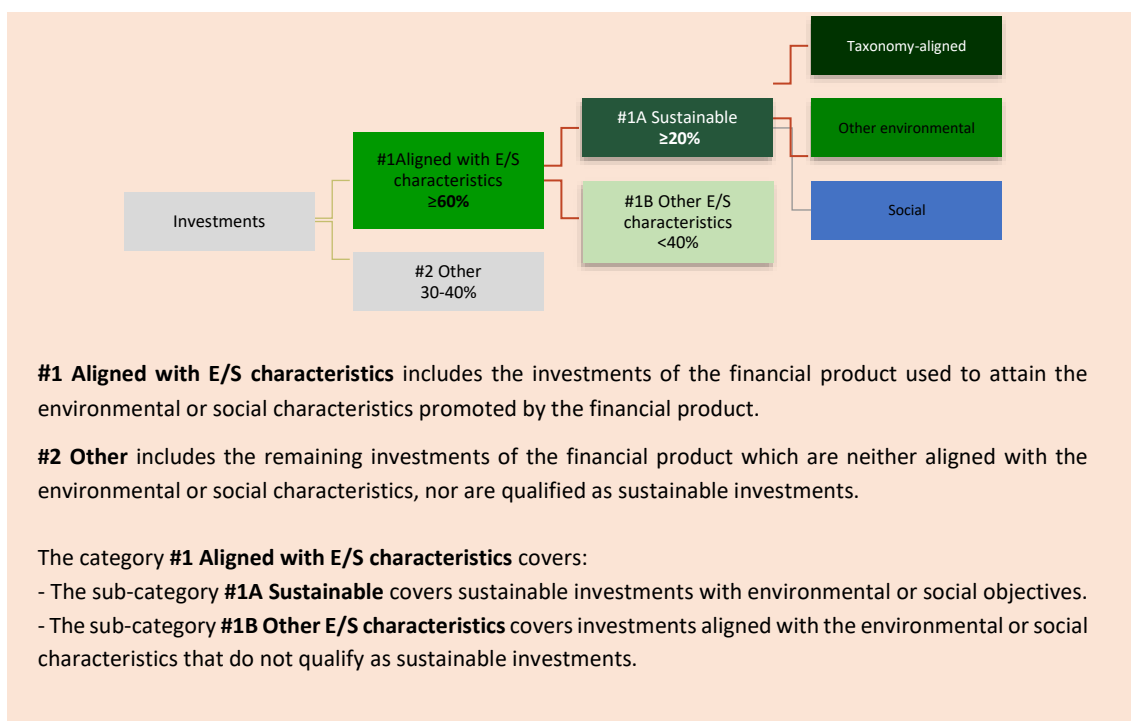 Taxonomy-aligned
#1A Sustainable
≥20%
Other environmental
#1Aligned with E/S
characteristics
≥60%
#1B Other E/S
characteristics
<40%
Social
Investments
#2 Other
30-40%
#1 Aligned with E/S characteristics includes the investments of the financial product used to attain the
environmental or social characteristics promoted by the financial product.
#2 Other includes the remaining investments of the financial product which are neither aligned with the
environmental or social characteristics, nor are qualified as sustainable investments.
The category #1 Aligned with E/S characteristics covers:
- The sub-category #1A Sustainable covers sustainable investments with environmental or social objectives.
- The sub-category #1B Other E/S characteristics covers investments aligned with the environmental or social
characteristics that do not qualify as sustainable investments.